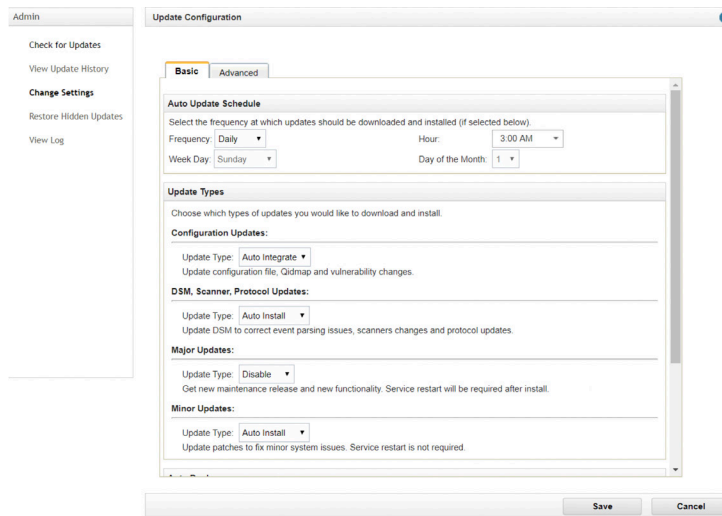 Admin
Check for Updates
View Update History
Change Settings
Restore Hidden Updates
View Log
Update Configuration
Basic
Advanced
Auto Update Schedule
Select the frequency at which updates should be downloaded and installed (if selected below).
Frequency: Daily Hour: 3:00 AM
Week Day: Sunday Day of the Month: 1
Update Types
Choose which types of updates you would like to download and install.
Configuration Updates:
Update Type: Auto Integrate
Update configuration file, Qidmap and vulnerability changes.
DSM, Scanner, Protocol Updates:
Update Type: Auto Install
Update DSM to correct event parsing issues, scanners changes and protocol updates.
Major Updates:
Update Type: Disable
Get new maintenance release and new functionality. Service restart will be required after install.
Minor Updates:
Update Type: Auto Install
Update patches to fix minor system issues. Service restart is not required.
Save Cancel